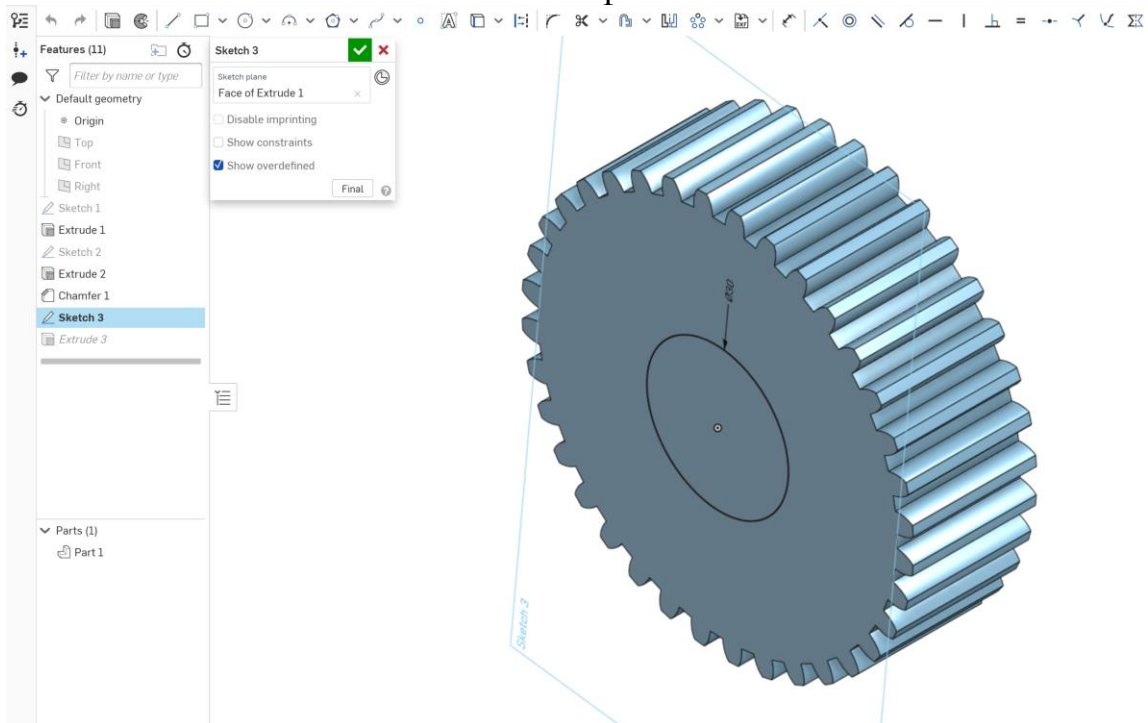 Features (11)
Filter by name or type
Default geometry
Origin
Top
Front
Right
Sketch 1
Extrude 1
Sketch 2
Extrude 2
Chamfer 1
Sketch 3
Extrude 3
Parts (1)
Part 1
Sketch 3
Sketch plane
Face of Extrude 1
Disable imprinting
Show constraints
Show overdefined
Final
Ø30
Sketch 3